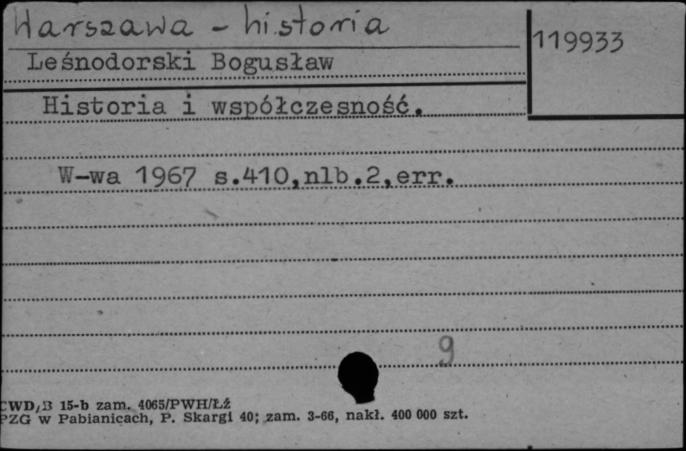 Warszawa - historia
119933
Leśnodorski Bogusław
Historia i współczesność.
W-wa 1967 s.410,nlb.2,err.
9
CWD/B 15-b zam. 4065/PWH/ŁŹ
PZG w Pabianicach, P. Skargi 40; zam. 3-66, nakł. 400 000 szt.